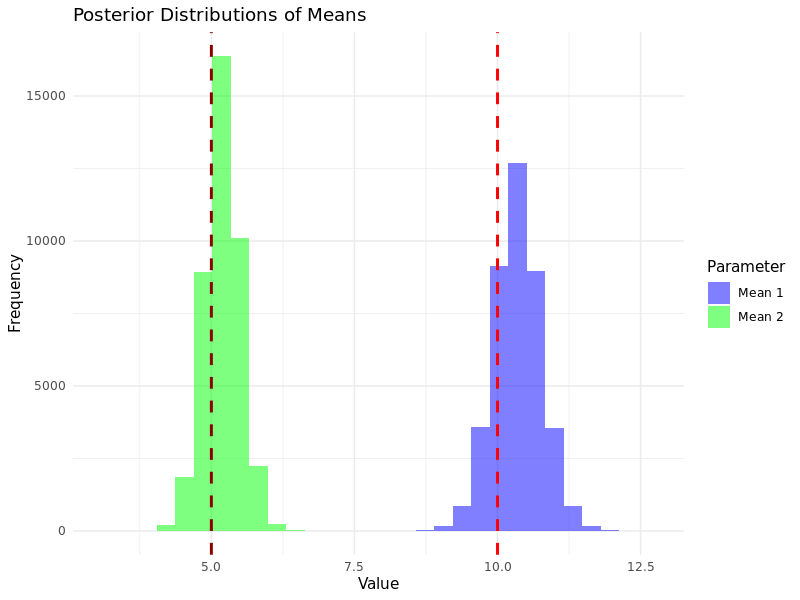 Posterior Distributions of Means
Frequency
15000
10000
5000
0
5.0
7.5
10.0
12.5
Value
Parameter
Mean 1
Mean 2